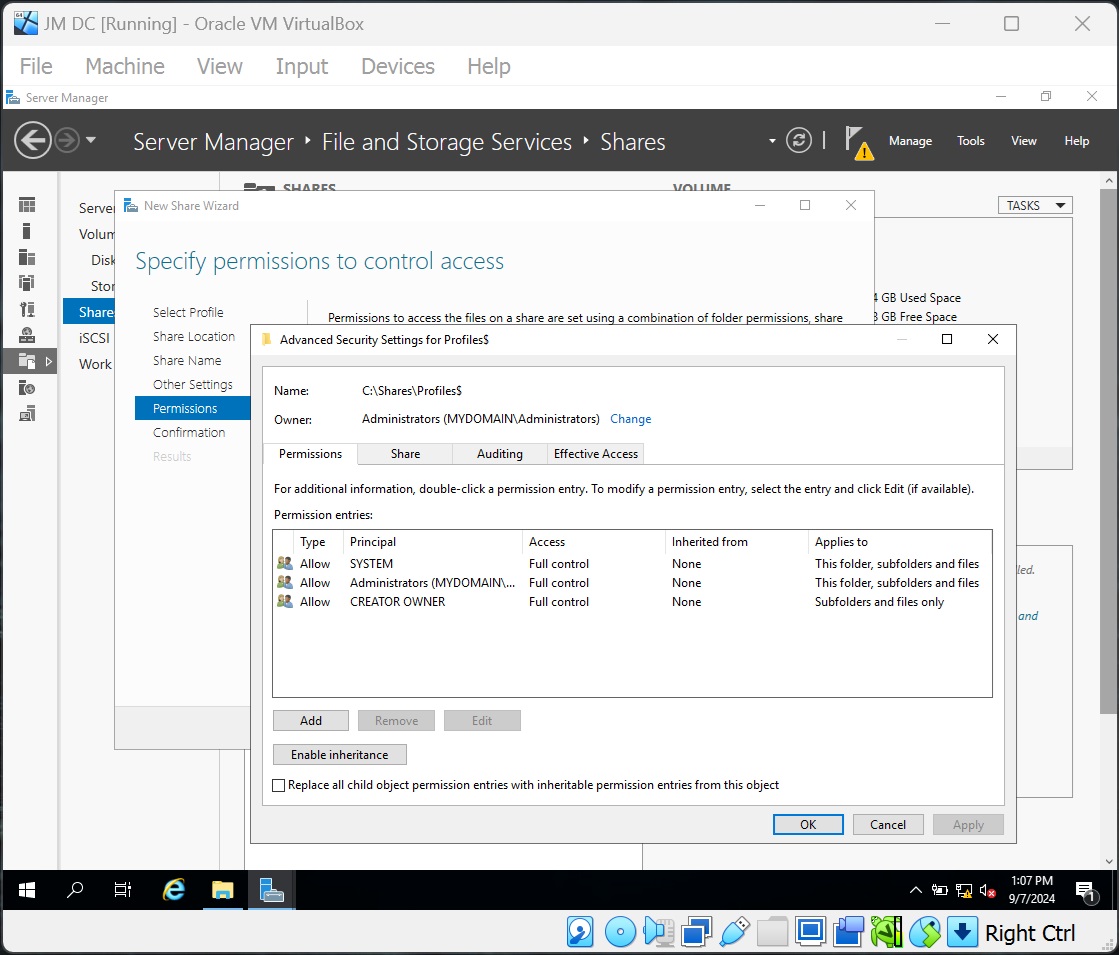 JM DC [Running] - Oracle VM VirtualBox
File Machine View Input Devices Help
Server Manager
Server Manager File and Storage Services Shares
Manage Tools View Help
SHARES
VOLUME
TASKS
Server
Volum
Disk
Stor
Share
iSCSI
Work
New Share Wizard
Specify permissions to control access
Select Profile
Share Location
Share Name
Other Settings
Permissions
Confirmation
Results
Permissions to access the files on a share are set using a combination of folder permissions, share
4 GB Used Space
8 GB Free Space
led.
and
Advanced Security Settings for Profiles$
Name: C:\Shares\Profiles$
Owner: Administrators (MYDOMAIN\Administrators) Change
Permissions Share Auditing Effective Access
For additional information, double-click a permission entry. To modify a permission entry, select the entry and click Edit (if available).
Permission entries:
Type Principal Access Inherited from Applies to
Allow SYSTEM Full control None This folder, subfolders and files
Allow Administrators (MYDOMAIN\... Full control None This folder, subfolders and files
Allow CREATOR OWNER Full control None Subfolders and files only
Add Remove Edit
Enable inheritance
Replace all child object permission entries with inheritable permission entries from this object
OK Cancel Apply
1:07 PM
9/7/2024
1
Right Ctrl